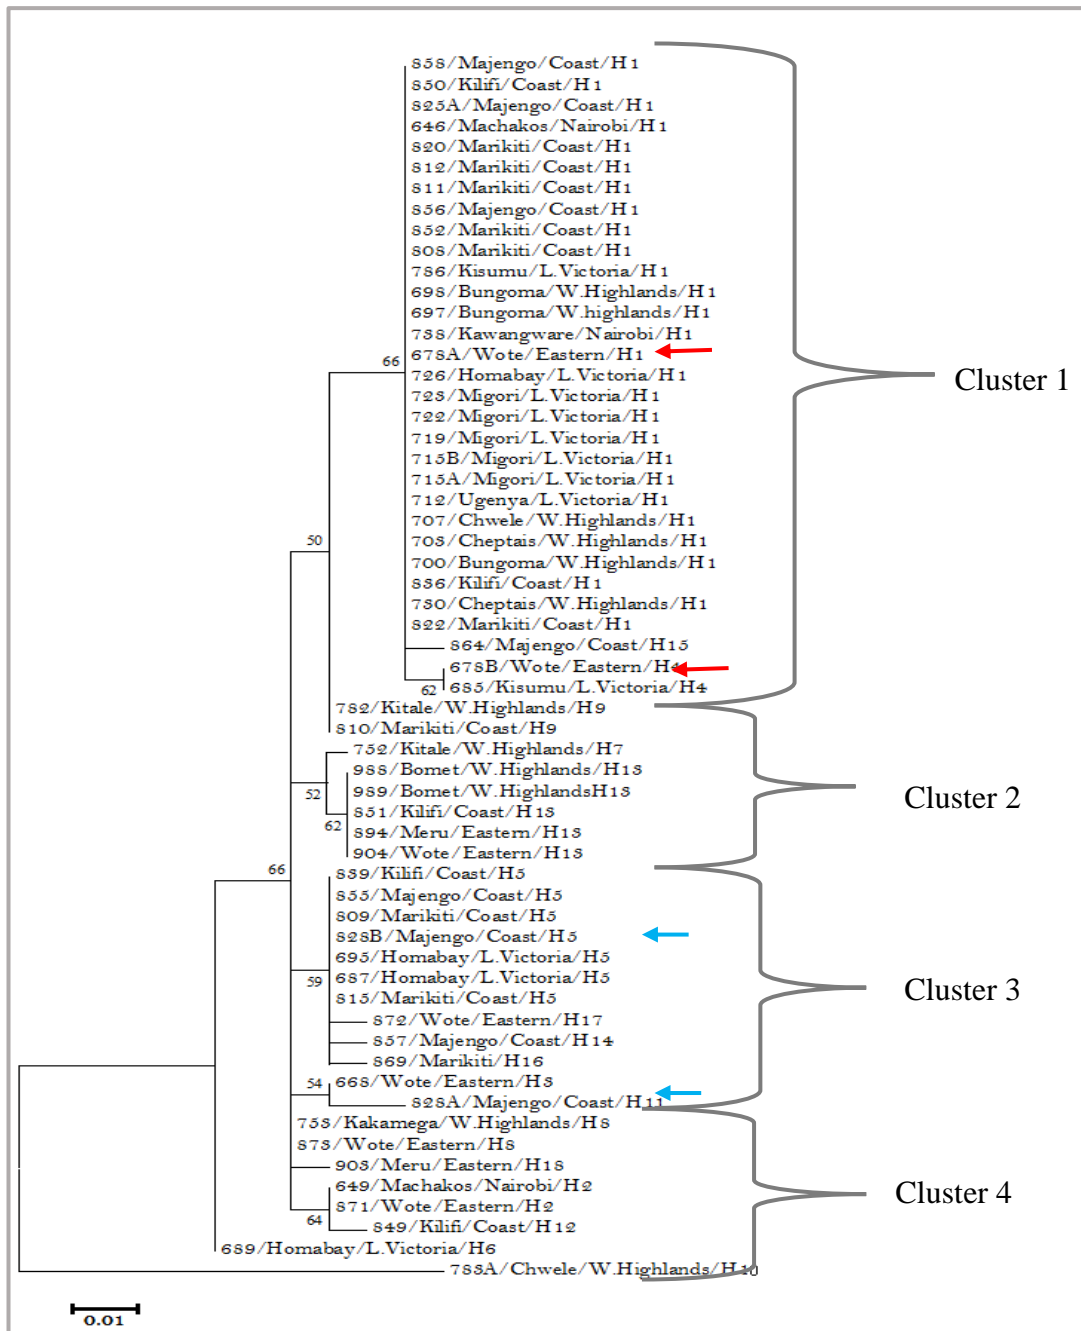 858/Majengo/Coast/H1
850/Kilifi/Coast/H1
825A/Majengo/Coast/H1
646/Machakos/Nairobi/H1
820/Marikiti/Coast/H1
812/Marikiti/Coast/H1
811/Marikiti/Coast/H1
856/Majengo/Coast/H1
852/Marikiti/Coast/H1
808/Marikiti/Coast/H1
786/Kisumu/L.Victoria/H1
698/Bungoma/W.Highlands/H1
697/Bungoma/W.highlands/H1
738/Kawangware/Nairobi/H1
678A/Wote/Eastern/H1
66
726/Homabay/L.Victoria/H1
Cluster 1
723/Migori/L.Victoria/H1
722/Migori/L.Victoria/H1
719/Migori/L.Victoria/H1
715B/Migori/L.Victoria/H1
715A/Migori/L.Victoria/H1
712/Ugenya/L.Victoria/H1
707/Chwele/W.Highlands/H1
50
703/Cheptais/W.Highlands/H1
700/Bungoma/W.Highlands/H1
836/Kilifi/Coast/H1
730/Cheptais/W.Highlands/H1
822/Marikiti/Coast/H1
864/Majengo/Coast/H15
678B/Wote/Eastern/H4
62
685/Kisumu/L.Victoria/H4
782/Kitale/W.Highlands/H9
810/Marikiti/Coast/H9
752/Kitale/W.Highlands/H7
988/Bomet/W.Highlands/H13
52
989/Bomet/W.HighlandsH13
Cluster 2
851/Kilifi/Coast/H13
62
894/Meru/Eastern/H13
904/Wote/Eastern/H13
66
839/Kilifi/Coast/H5
855/Majengo/Coast/H5
809/Marikiti/Coast/H5
828B/Majengo/Coast/H5
695/Homabay/L.Victoria/H5
59
687/Homabay/L.Victoria/H5
Cluster 3
815/Marikiti/Coast/H5
872/Wote/Eastern/H17
857/Majengo/Coast/H14
869/Marikiti/H16
54
668/Wote/Eastern/H3
828A/Majengo/Coast/H11
753/Kakamega/W.Highlands/H8
873/Wote/Eastern/H8
903/Meru/Eastern/H18
649/Machakos/Nairobi/H2
Cluster 4
871/Wote/Eastern/H2
64
849/Kilifi/Coast/H12
689/Homabay/L.Victoria/H6
783A/Chwele/W.Highlands/H10
0.01